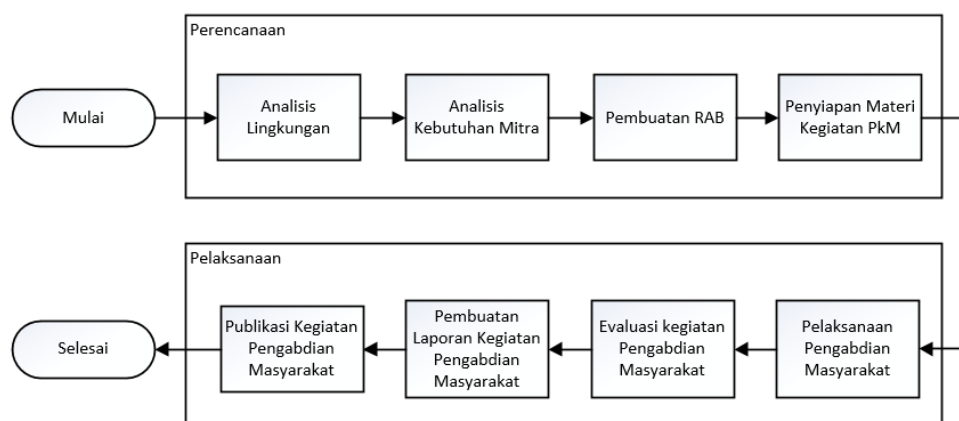 Perencanaan
Mulai
Analisis
Lingkungan
Analisis
Kebutuhan Mitra
Pembuatan RAB
Penyiapan Materi
Kegiatan PkM
Pelaksanaan
Pelaksanaan
Pengabdian
Masyarakat
Evaluasi kegiatan
Pengabdian
Masyarakat
Pembuatan
Laporan Kegiatan
Pengabdian
Masyarakat
Publikasi Kegiatan
Pengabdian
Masyarakat
Selesai